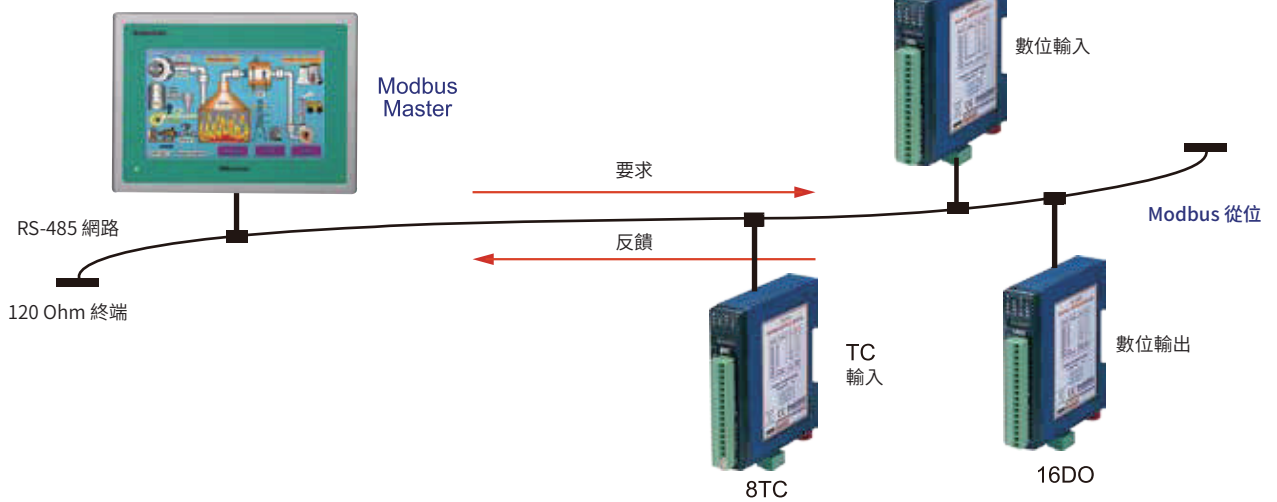 數位輸入
Modbus
Master
要求
RS-485 網路
Modbus 從位
反饋
120 Ohm 終端
TC
輸入
數位輸出
8TC
16DO